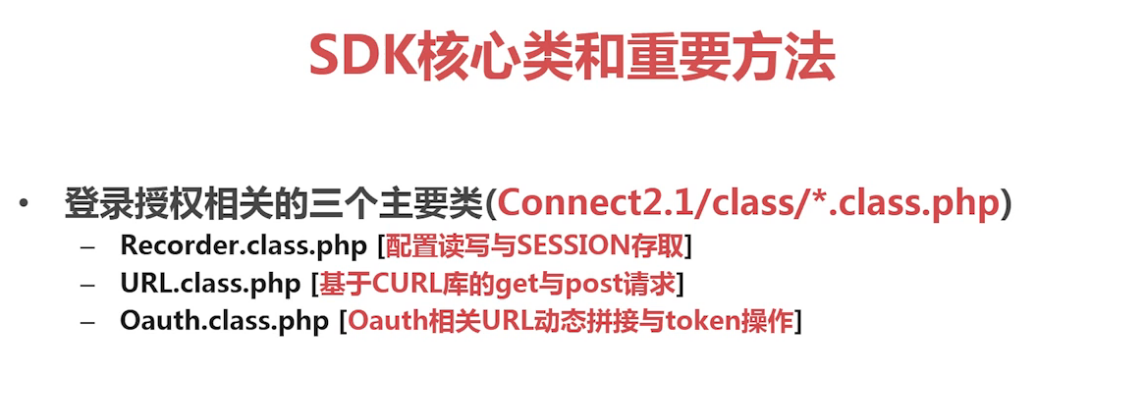 SDK核心类和重要方法
• 登录授权相关的三个主要类(Connect2.1/class/*.class.php)
– Recorder.class.php [配置读写与SESSION存取]
– URL.class.php [基于CURL库的get与post请求]
– Oauth.class.php [Oauth相关URL动态拼接与token操作]